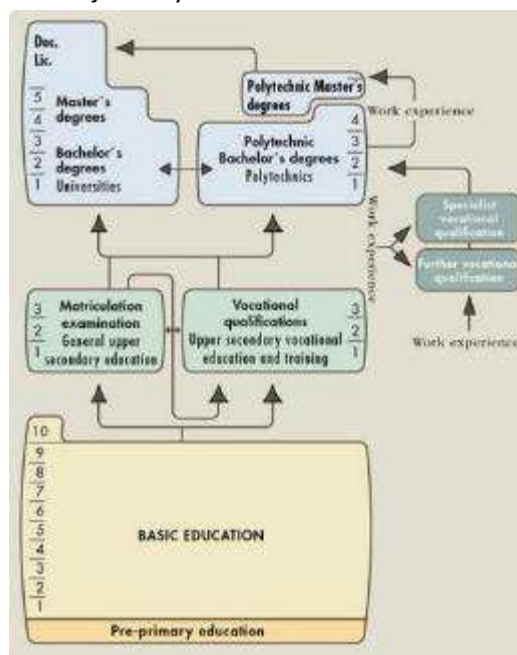 Doc.
Lic.
5
4
3
2
1
Master's
degrees
Bachelor's
degrees
Universities
Polytechnic Master's
degrees
Work experience
Polytechnic
Bachelor's degrees
Polytechnics
4
3
2
1
Work experience
Specialist
vocational
qualification
Further vocational
qualification
Work experience
3
2
1
Matriculation
examination
General upper
secondary education
Vocational
qualifications
Upper secondary vocational
education and training
3
2
1
10
9
8
7
6
5
4
3
2
1
BASIC EDUCATION
Pre-primary education